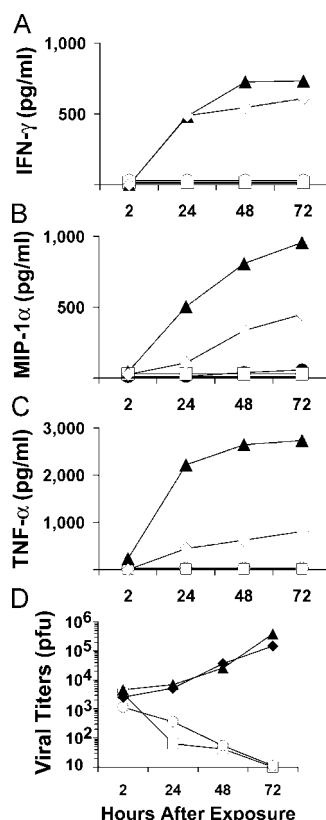 A
IFN-γ (pg/ml)
1,000
500
2 24 48 72
B
MIP-1α (pg/ml)
1,000
500
2 24 48 72
C
TNF-α (pg/ml)
3,000
2,000
1,000
2 24 48 72
D
Viral Titers (pfu)
10⁶
10⁵
10⁴
10³
10²
10
2 24 48 72
Hours After Exposure